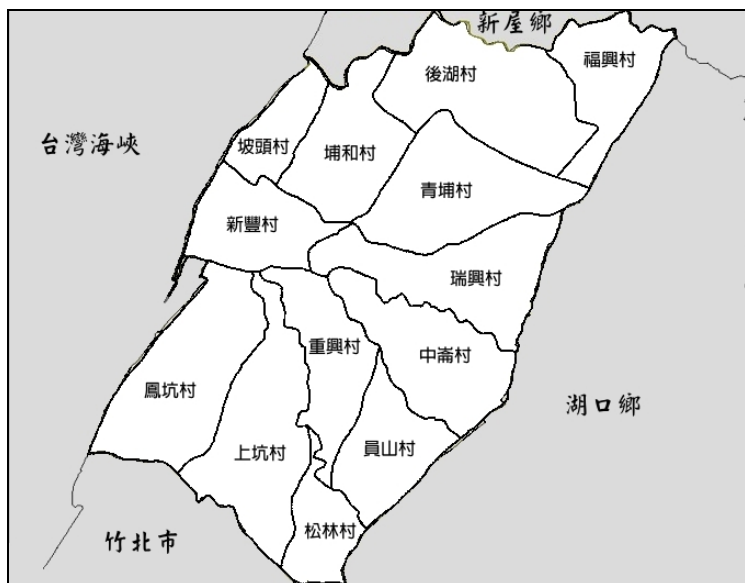 新屋鄉
福興村
後湖村
台灣海峽
坡頭村
埔和村
青埔村
新豐村
瑞興村
重興村
中崙村
鳳坑村
湖口鄉
上坑村
員山村
松林村
竹北市